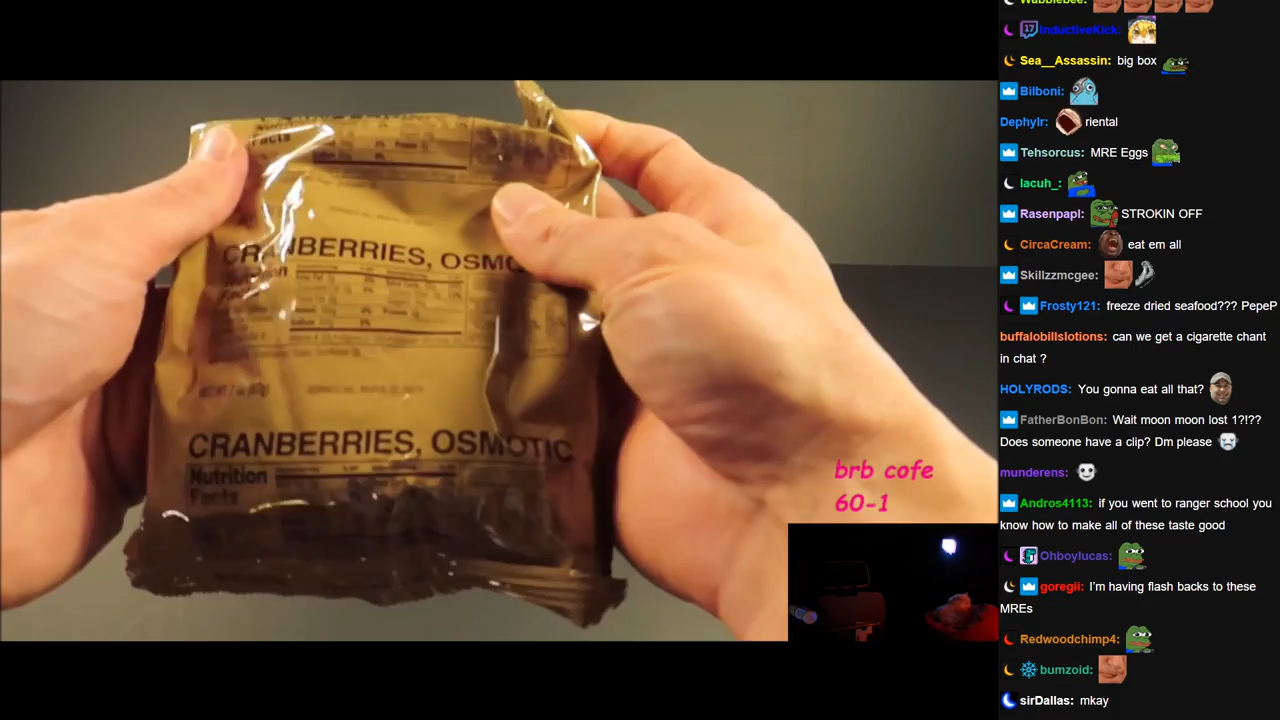 Facts
CRANBERRIES, OSMO
CRANBERRIES, OSMOTIC
Nutrition
Facts
brb cofe
60-1
Wabblebee:
InductiveKick:
Sea__Assassin: big box
Bilboni:
Dephylr: riental
Tehsorcus: MRE Eggs
lacuh_:
Rasenpapl: STROKIN OFF
CircaCream: eat em all
Skillzzmcgee:
Frosty121: freeze dried seafood??? PepeP
buffalobillslotions: can we get a cigarette chant
in chat ?
HOLYRODS: You gonna eat all that?
FatherBonBon: Wait moon moon lost 1?!??
Does someone have a clip? Dm please
munderens:
Andros4113: if you went to ranger school you
know how to make all of these taste good
Ohboylucas:
goregii: I'm having flash backs to these
MREs
Redwoodchimp4:
bumzoid:
sirDallas: mkay